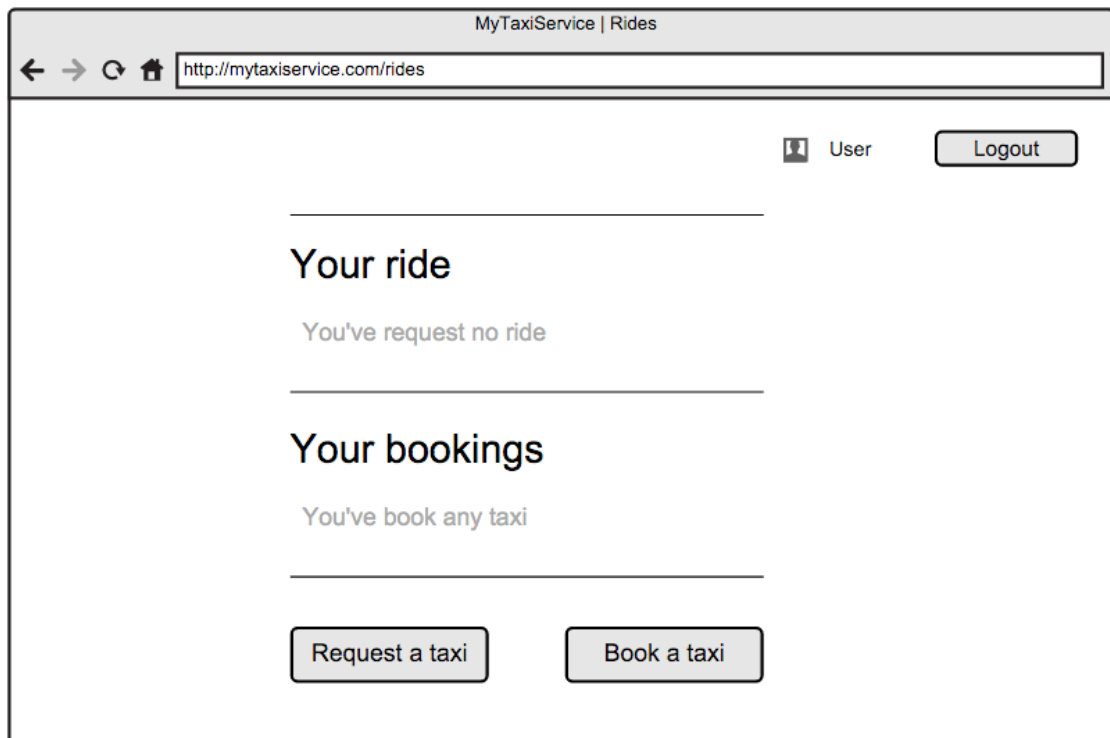 MyTaxiService | Rides
http://mytaxiservice.com/rides
User
Logout
Your ride
You've request no ride
Your bookings
You've book any taxi
Request a taxi
Book a taxi